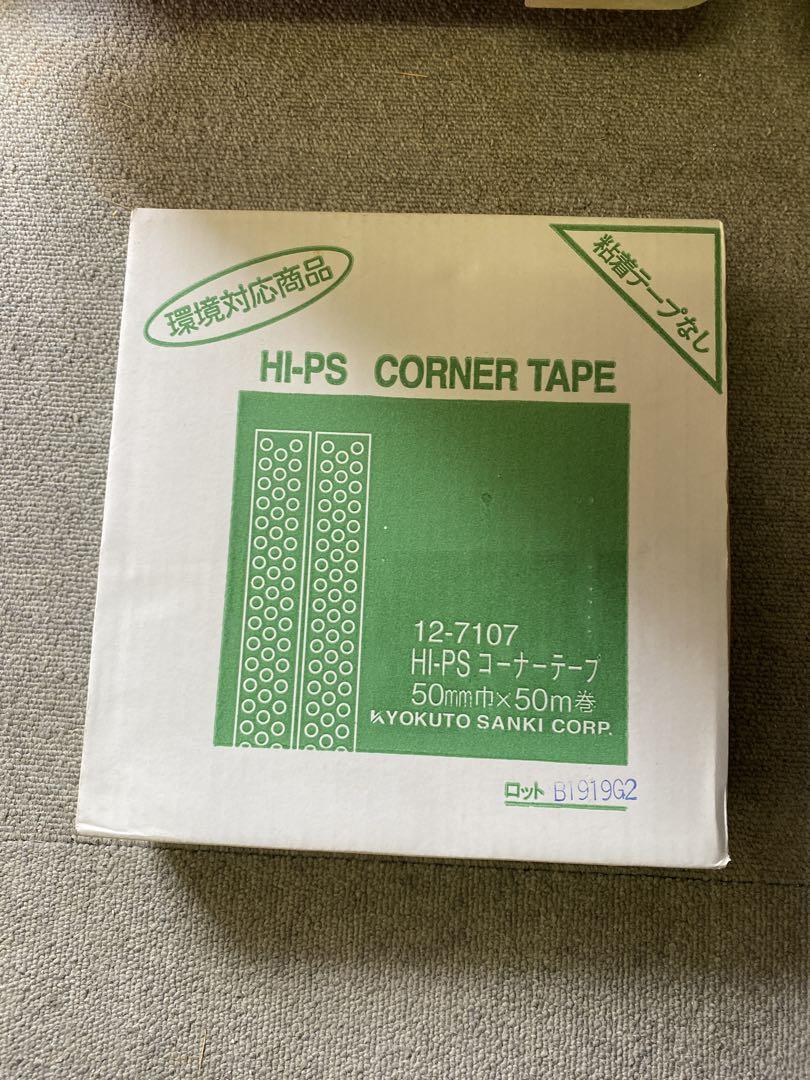 環境対応商品
粘着テープなし
HI-PS CORNER TAPE
12-7107
HI-PS コーナーテープ
50mm巾×50m巻
KYOKUTO SANKI CORP.
ロット B1919G2